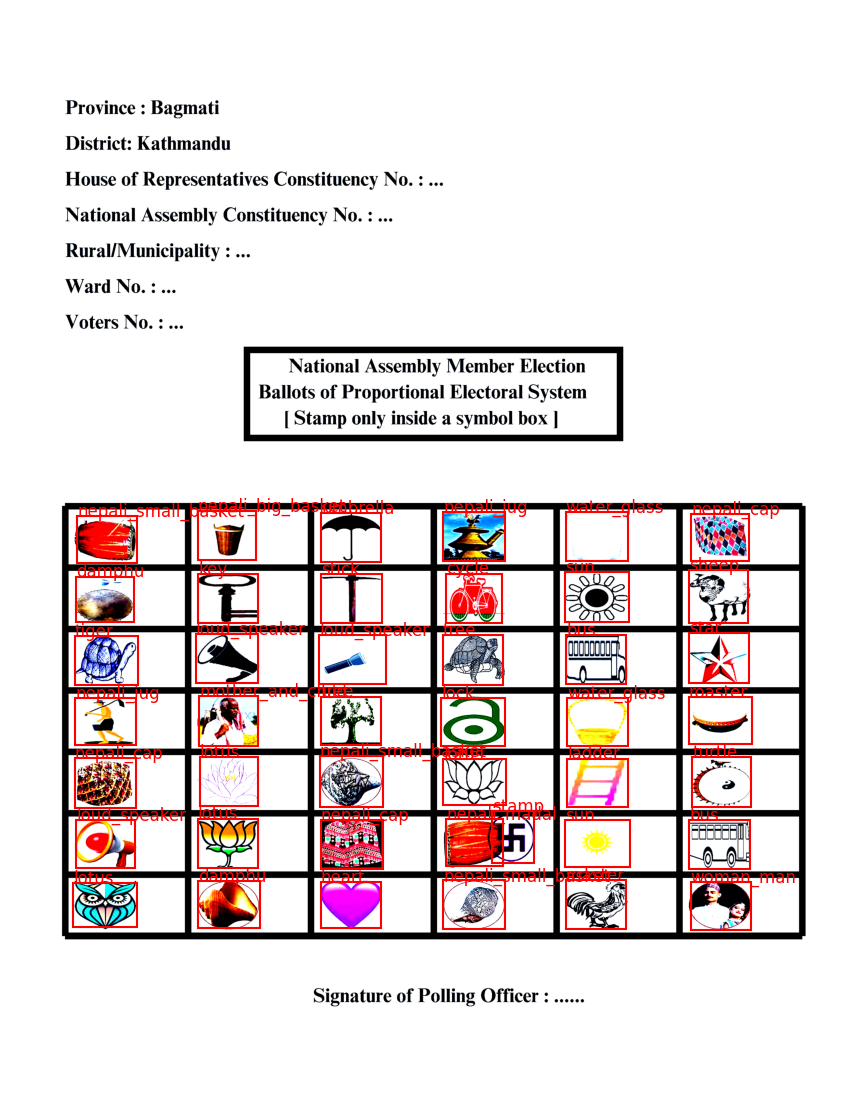 Province : Bagmati
District: Kathmandu
House of Representatives Constituency No. : ...
National Assembly Constituency No. : ...
Rural/Municipality : ...
Ward No. : ...
Voters No. : ...
National Assembly Member Election
Ballots of Proportional Electoral System
[ Stamp only inside a symbol box ]
nepali_small_basket nepali_big_basket umbrella nepali_jug water_glass nepali_cap
damphu key stick cycle sun sheep
tiger loud_speaker loud_speaker tree bus star
nepali_jug mother_and_child lock water_glass master
nepali_cap lotus nepali_small_basket ladder turtle
stamp
loud_speaker lotus nepali_cap nepali_madal sun bus
lotus damphu heart nepali_small_basket woman_man
Signature of Polling Officer : ......